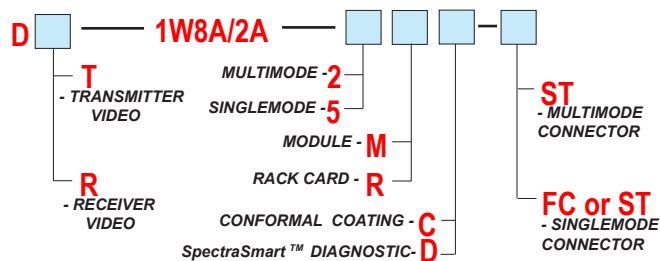 D 1W8A/2A
T
- TRANSMITTER
VIDEO
R
- RECEIVER
VIDEO
MULTIMODE - 2
SINGLEMODE - 5
MODULE - M
RACK CARD - R
CONFORMAL COATING - C
SpectraSmart ™ DIAGNOSTIC- D
ST
- MULTIMODE
CONNECTOR
FC or ST
- SINGLEMODE
CONNECTOR